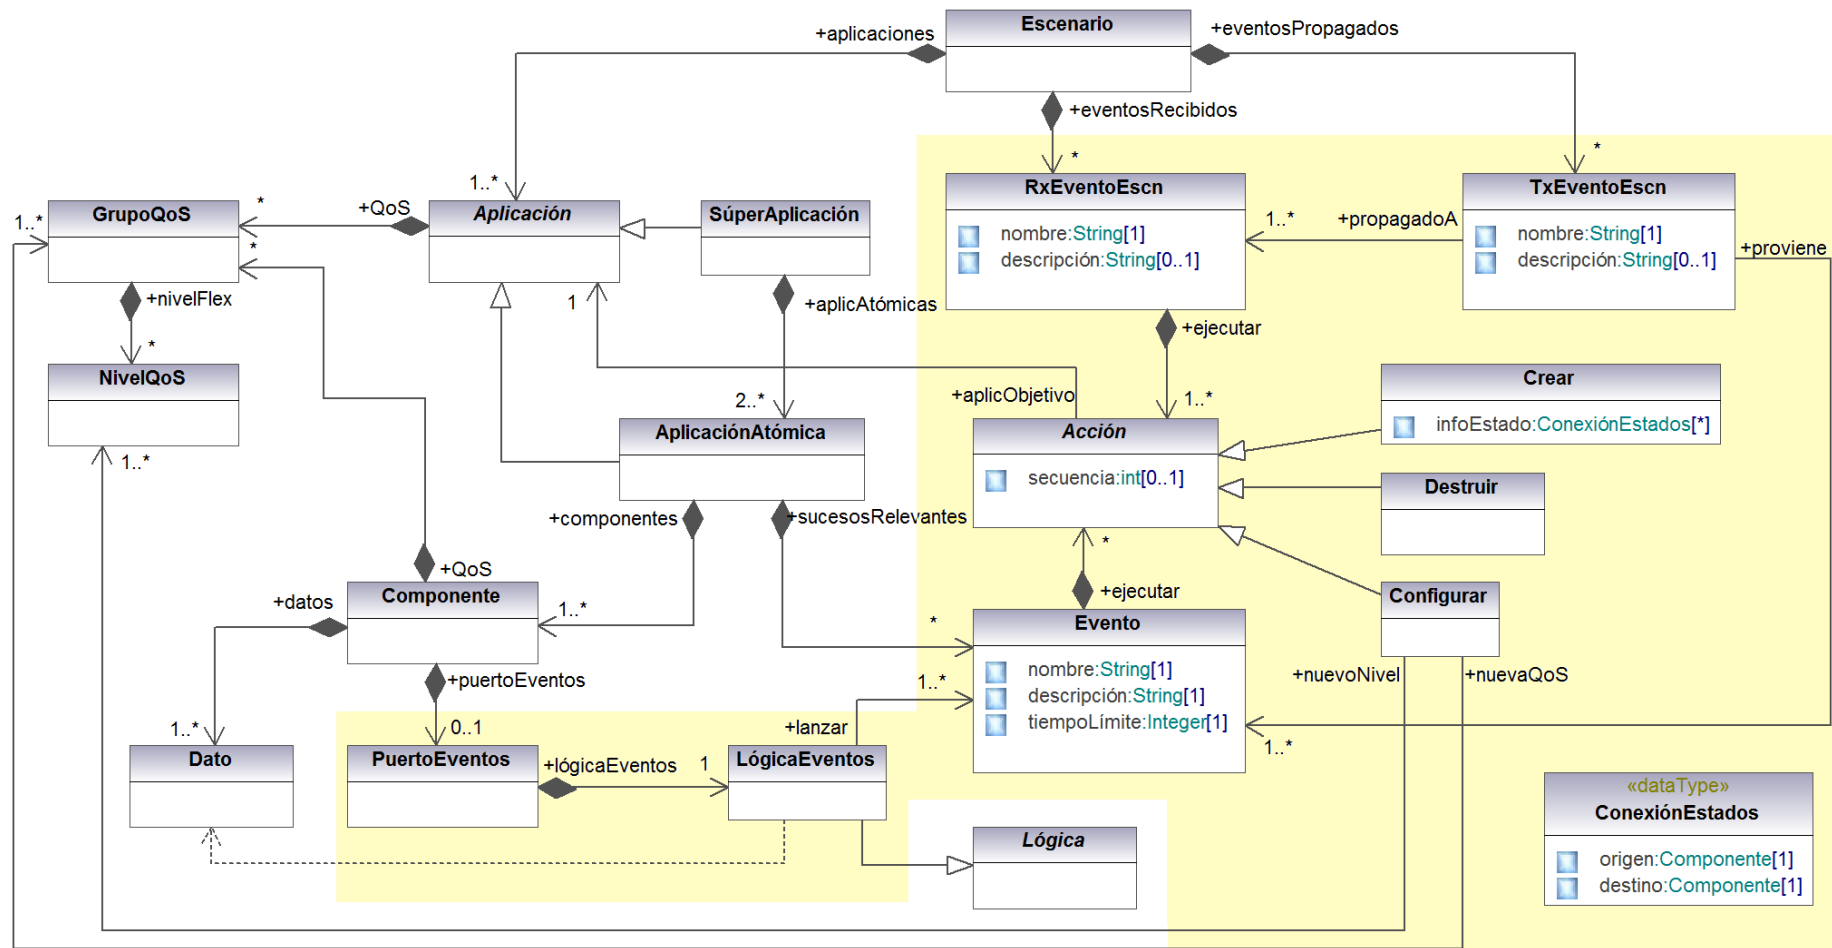 Escenario
+aplicaciones
+eventosPropagados
+eventosRecibidos
1..*
*
*
GrupoQoS
1..*
*
*
+QoS
Aplicación
SúperAplicación
RxEventoEscn
nombre:String[1]
descripción:String[0..1]
1..*
+propagadoA
TxEventoEscn
nombre:String[1]
descripción:String[0..1]
+proviene
+nivelFlex
*
1
+aplicAtómicas
+ejecutar
NivelQoS
1..*
2..*
+aplicObjetivo
1..*
Crear
infoEstado:ConexiónEstados[*]
AplicaciónAtómica
Acción
secuencia:int[0..1]
Destruir
+componentes
+sucesosRelevantes
*
+QoS
+ejecutar
+datos
Componente
1..*
*
Evento
nombre:String[1]
descripción:String[1]
tiempoLímite:Integer[1]
Configurar
+nuevoNivel
+nuevaQoS
+puertoEventos
1..*
1..*
0..1
+lanzar
1..*
Dato
PuertoEventos
+lógicaEventos
1
LógicaEventos
Lógica
«dataType»
ConexiónEstados
origen:Componente[1]
destino:Componente[1]